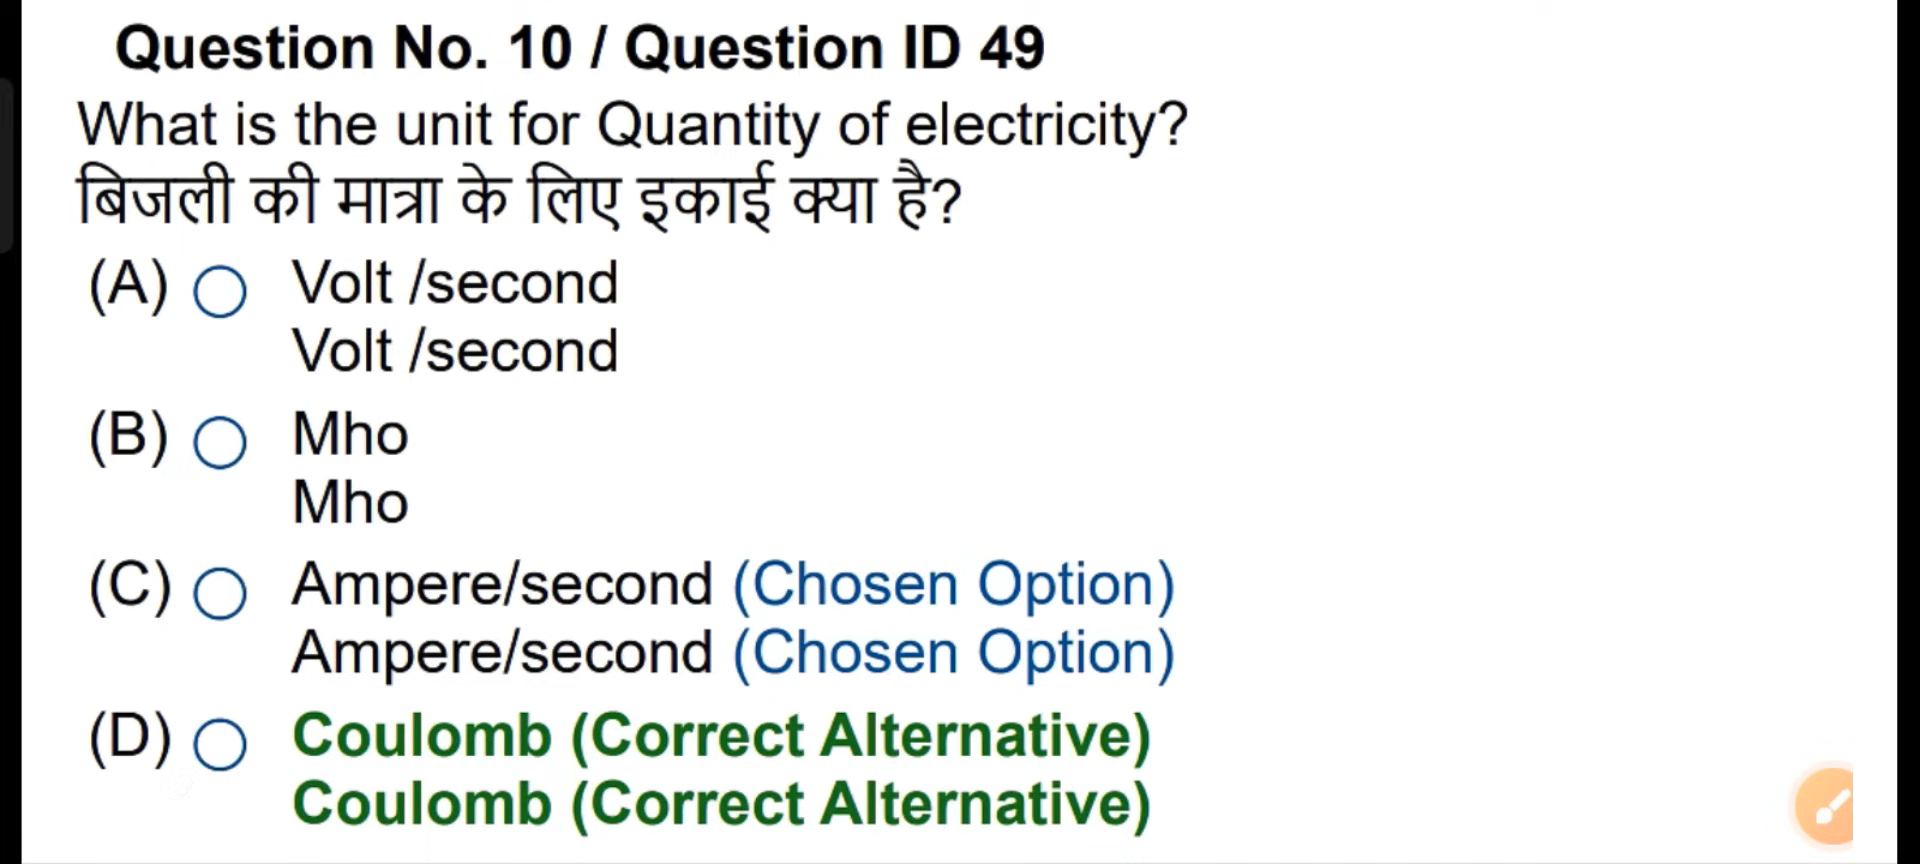 Question No. 10 / Question ID 49
What is the unit for Quantity of electricity?
बिजली की मात्रा के लिए इकाई क्या है?
(A) Volt /second
Volt /second
(B) Mho
Mho
(C) Ampere/second (Chosen Option)
Ampere/second (Chosen Option)
(D) Coulomb (Correct Alternative)
Coulomb (Correct Alternative)